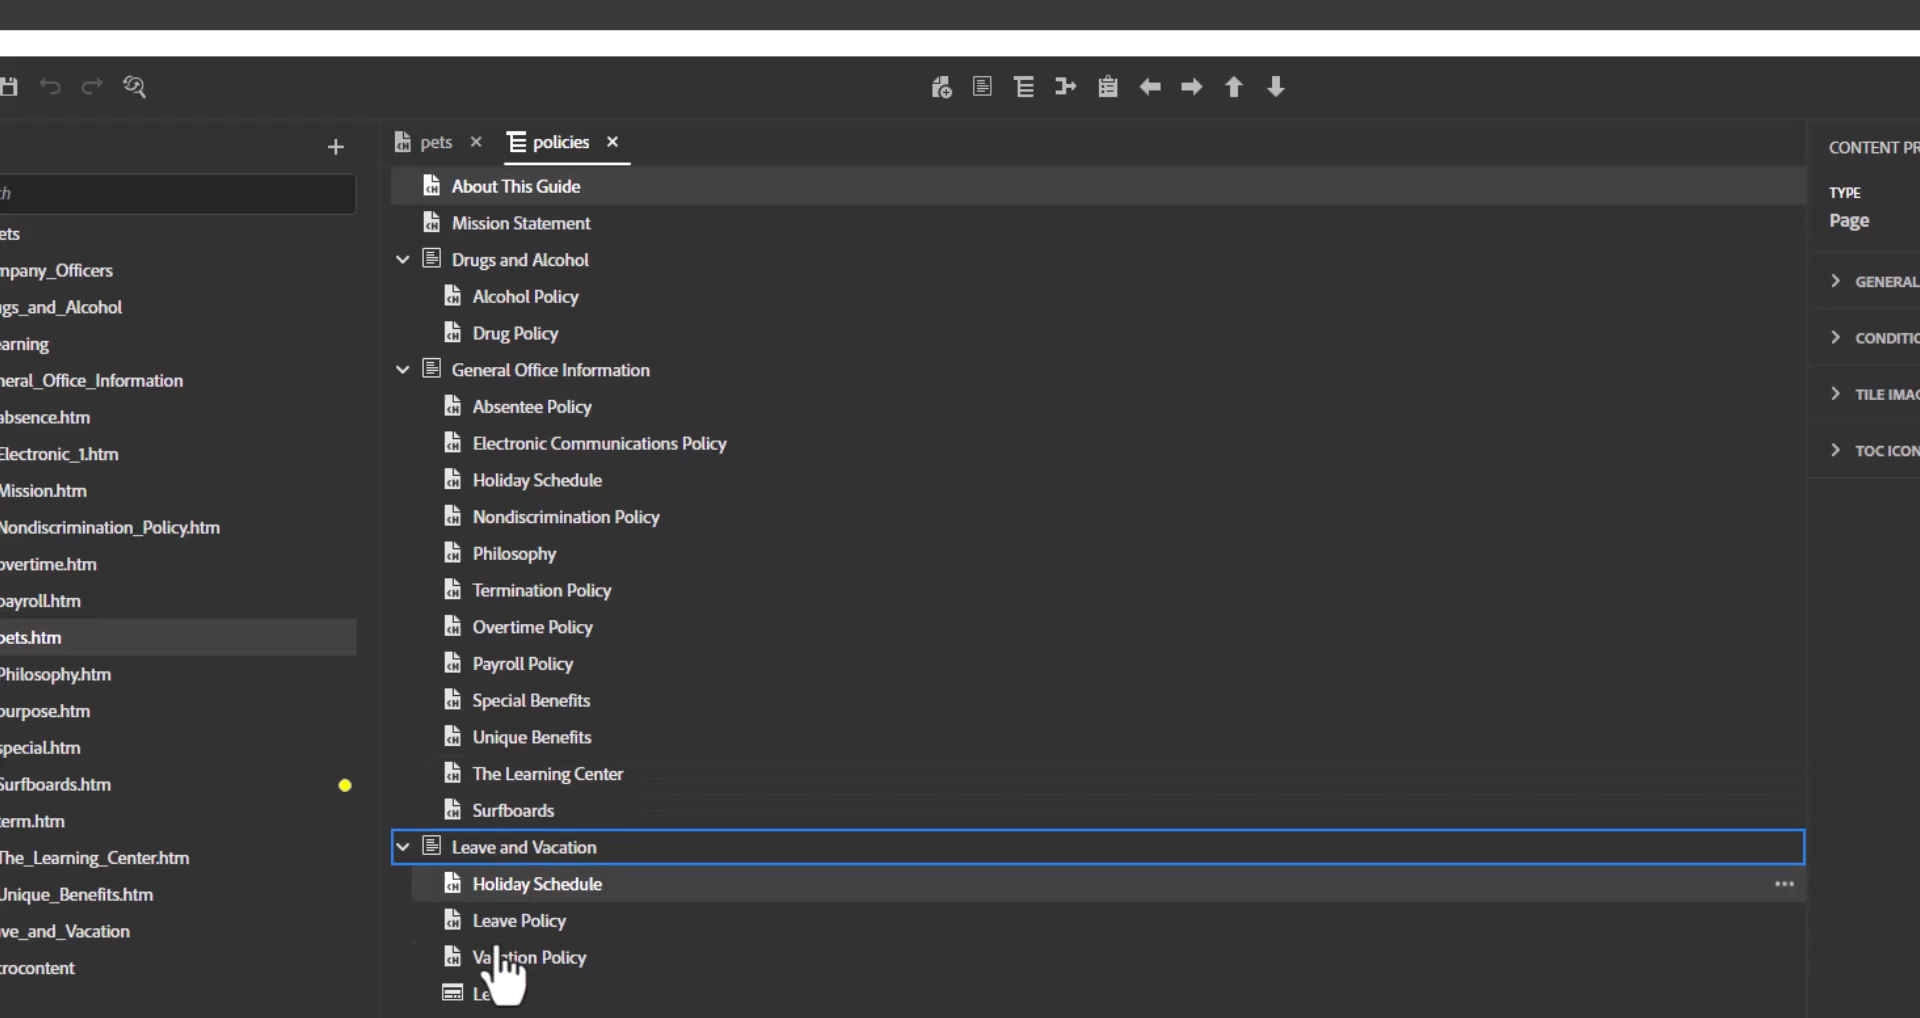 pets
policies
CONTENT PR
th
About This Guide
TYPE
Mission Statement
Page
ets
Drugs and Alcohol
mpany_Officers
Alcohol Policy
GENERAL
gs_and_Alcohol
Drug Policy
CONDITIO
earning
General Office Information
neral_Office_Information
Absentee Policy
TILE IMAG
absence.htm
Electronic Communications Policy
TOC ICON
Electronic_1.htm
Holiday Schedule
Mission.htm
Nondiscrimination Policy
Nondiscrimination_Policy.htm
Philosophy
overtime.htm
Termination Policy
payroll.htm
Overtime Policy
pets.htm
Payroll Policy
Philosophy.htm
Special Benefits
purpose.htm
Unique Benefits
special.htm
The Learning Center
Surfboards.htm
Surfboards
term.htm
Leave and Vacation
The_Learning_Center.htm
Holiday Schedule
Unique_Benefits.htm
Leave Policy
ve_and_Vacation
Vacation Policy
crocontent